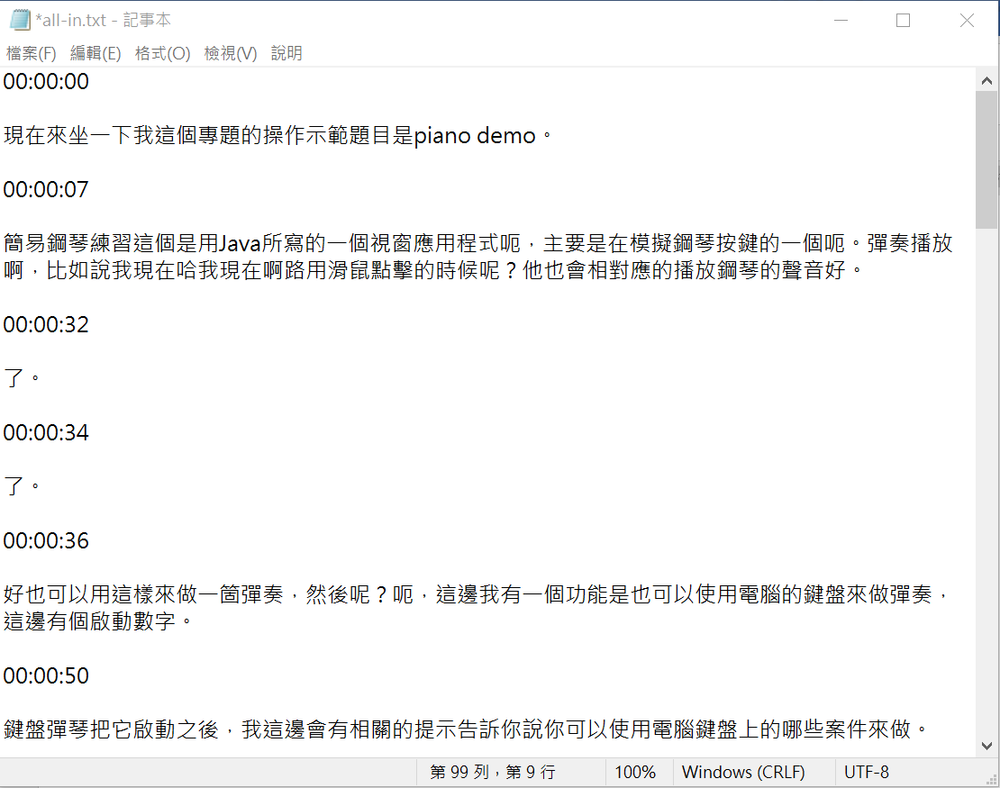 *all-in.txt - 記事本
檔案(F) 編輯(E) 格式(O) 檢視(V) 說明
00:00:00
現在來坐一下我這個專題的操作示範題目是piano demo。
00:00:07
簡易鋼琴練習這個是用Java所寫的一個視窗應用程式呃，主要是在模擬鋼琴按鍵的一個呃。彈奏播放
啊，比如說我現在哈我現在啊路用滑鼠點擊的時候呢？他也會相對應的播放鋼琴的聲音好。
00:00:32
了。
00:00:34
了。
00:00:36
好也可以用這樣來做一箇彈奏，然後呢？呃，這邊我有一個功能是也可以使用電腦的鍵盤來做彈奏，
這邊有個啟動數字。
00:00:50
鍵盤彈琴把它啟動之後，我這邊會有相關的提示告訴你說你可以使用電腦鍵盤上的哪些案件來做。
第 99 列，第 9 行 100% Windows (CRLF) UTF-8